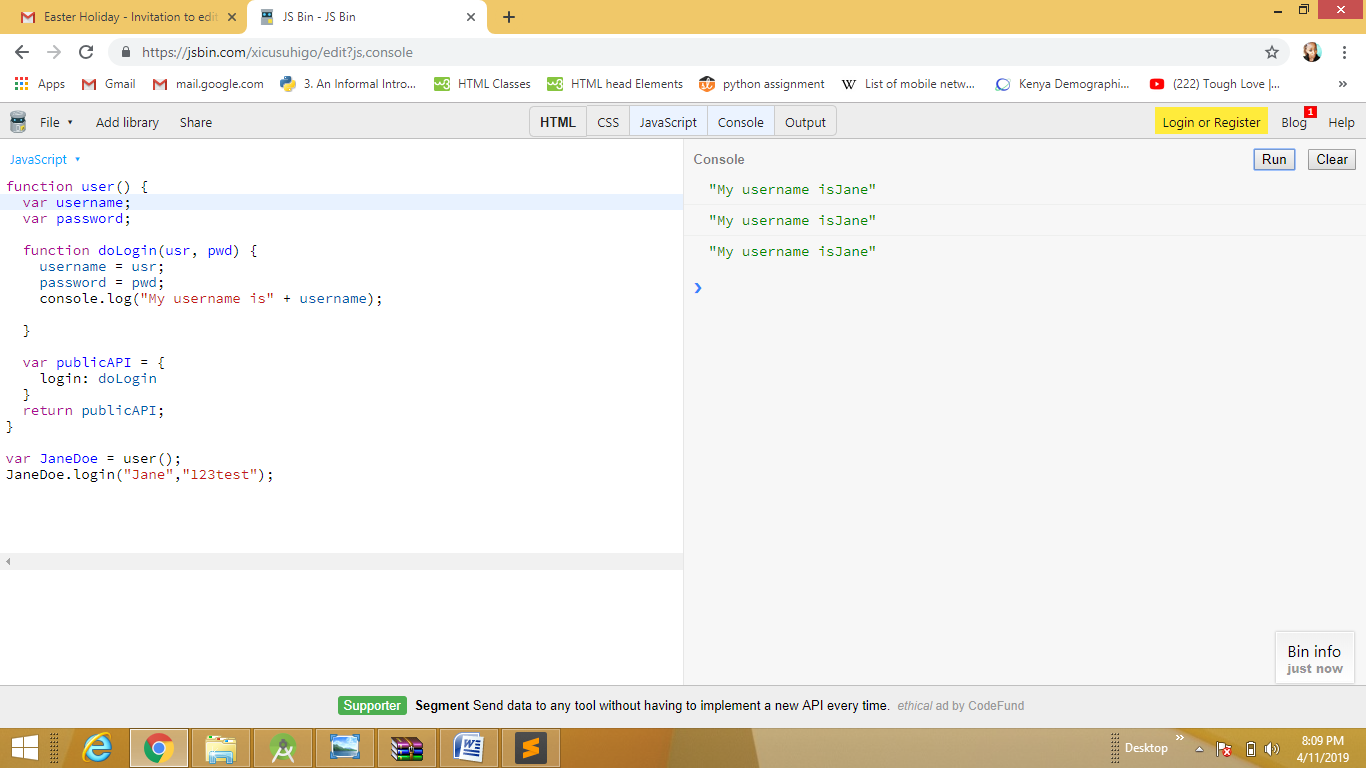 Easter Holiday - Invitation to edi
JS Bin - JS Bin
https://jsbin.com/xicusuhigo/edit?js,console
Apps Gmail mail.google.com 3. An Informal Intro... HTML Classes HTML head Elements python assignment List of mobile netw... Kenya Demographi... (222) Tough Love |... »
File Add library Share HTML CSS JavaScript Console Output Login or Register Blog 1 Help
JavaScript
function user() {
  var username;
  var password;
  function doLogin(usr, pwd) {
    username = usr;
    password = pwd;
    console.log("My username is" + username);
  }
  var publicAPI = {
    login: doLogin
  }
  return publicAPI;
}
var JaneDoe = user();
JaneDoe.login("Jane","123test");
Console Run Clear
"My username isJane"
"My username isJane"
"My username isJane"
Bin info
just now
Supporter Segment Send data to any tool without having to implement a new API every time. ethical ad by CodeFund
Desktop » 8:09 PM
4/11/2019